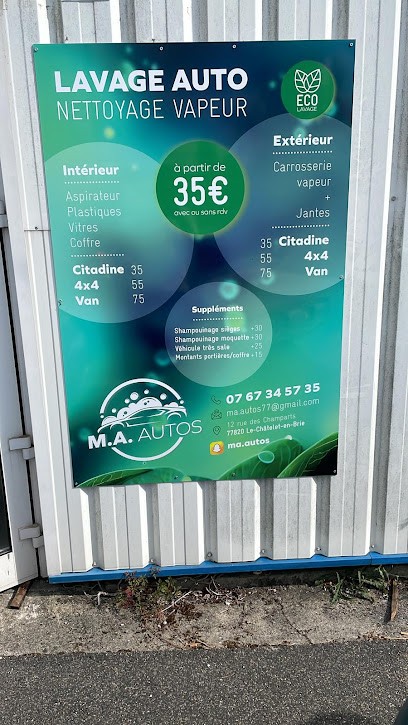 LAVAGE AUTO
NETTOYAGE VAPEUR
ECO
LAVAGE
à partir de
35€
avec ou sans rdv
Intérieur
Aspirateur
Plastiques
Vitres
Coffre
Citadine 35
4x4 55
Van 75
Extérieur
Carrosserie
vapeur
+
Jantes
35 Citadine
55 4x4
75 Van
Suppléments
Shampouinage sièges +30
Shampouinage moquette +30
Véhicule très sale +25
Montants portières/coffre +15
M.A. AUTOS
07 67 34 57 35
ma.autos77@gmail.com
12 rue des Champarts
77820 Le-Châtelet-en-Brie
ma.autos